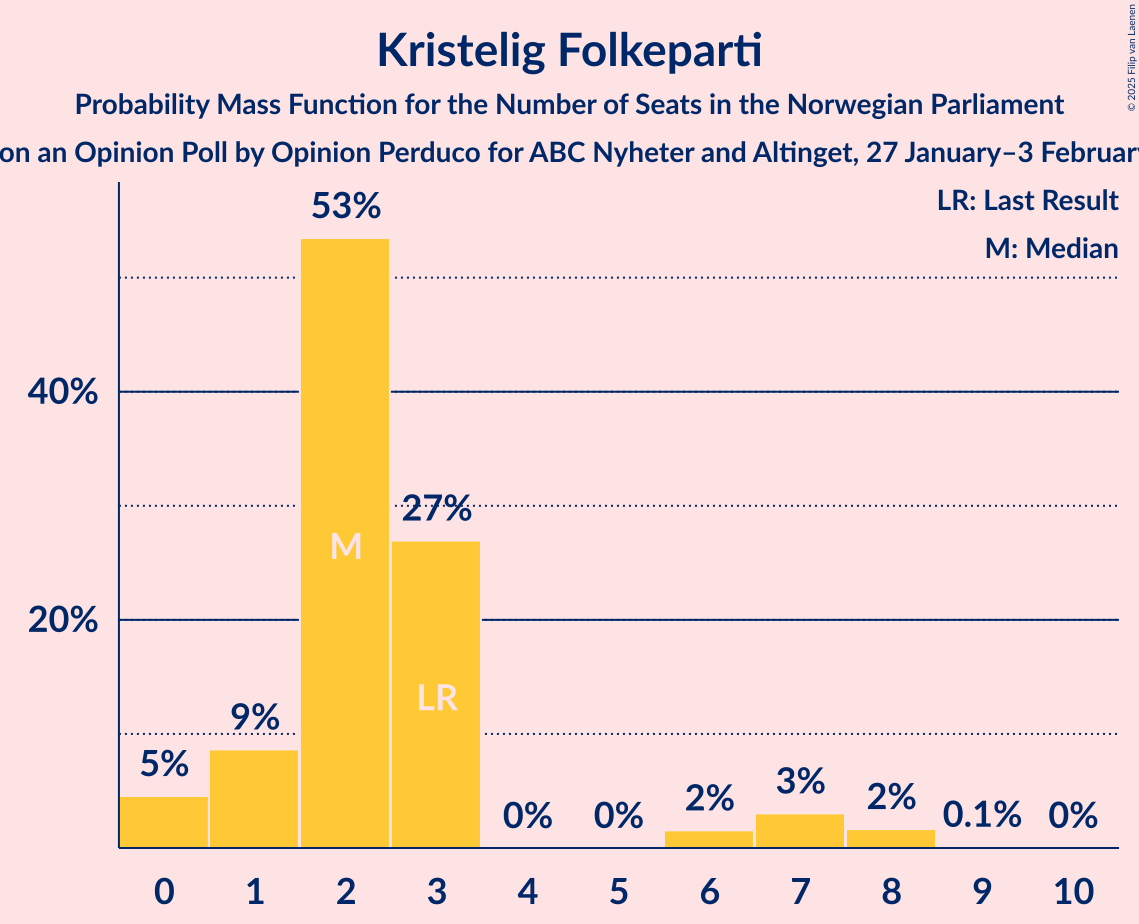 Kristelig Folkeparti
Probability Mass Function for the Number of Seats in the Norwegian Parliament
on an Opinion Poll by Opinion Perduco for ABC Nyheter and Altinget, 27 January–3 February
© 2025 Filip van Laenen
LR: Last Result
M: Median
53%
40%
27%
M
20%
LR
9%
5%
0%
0%
2%
3%
2%
0.1%
0%
0 1 2 3 4 5 6 7 8 9 10